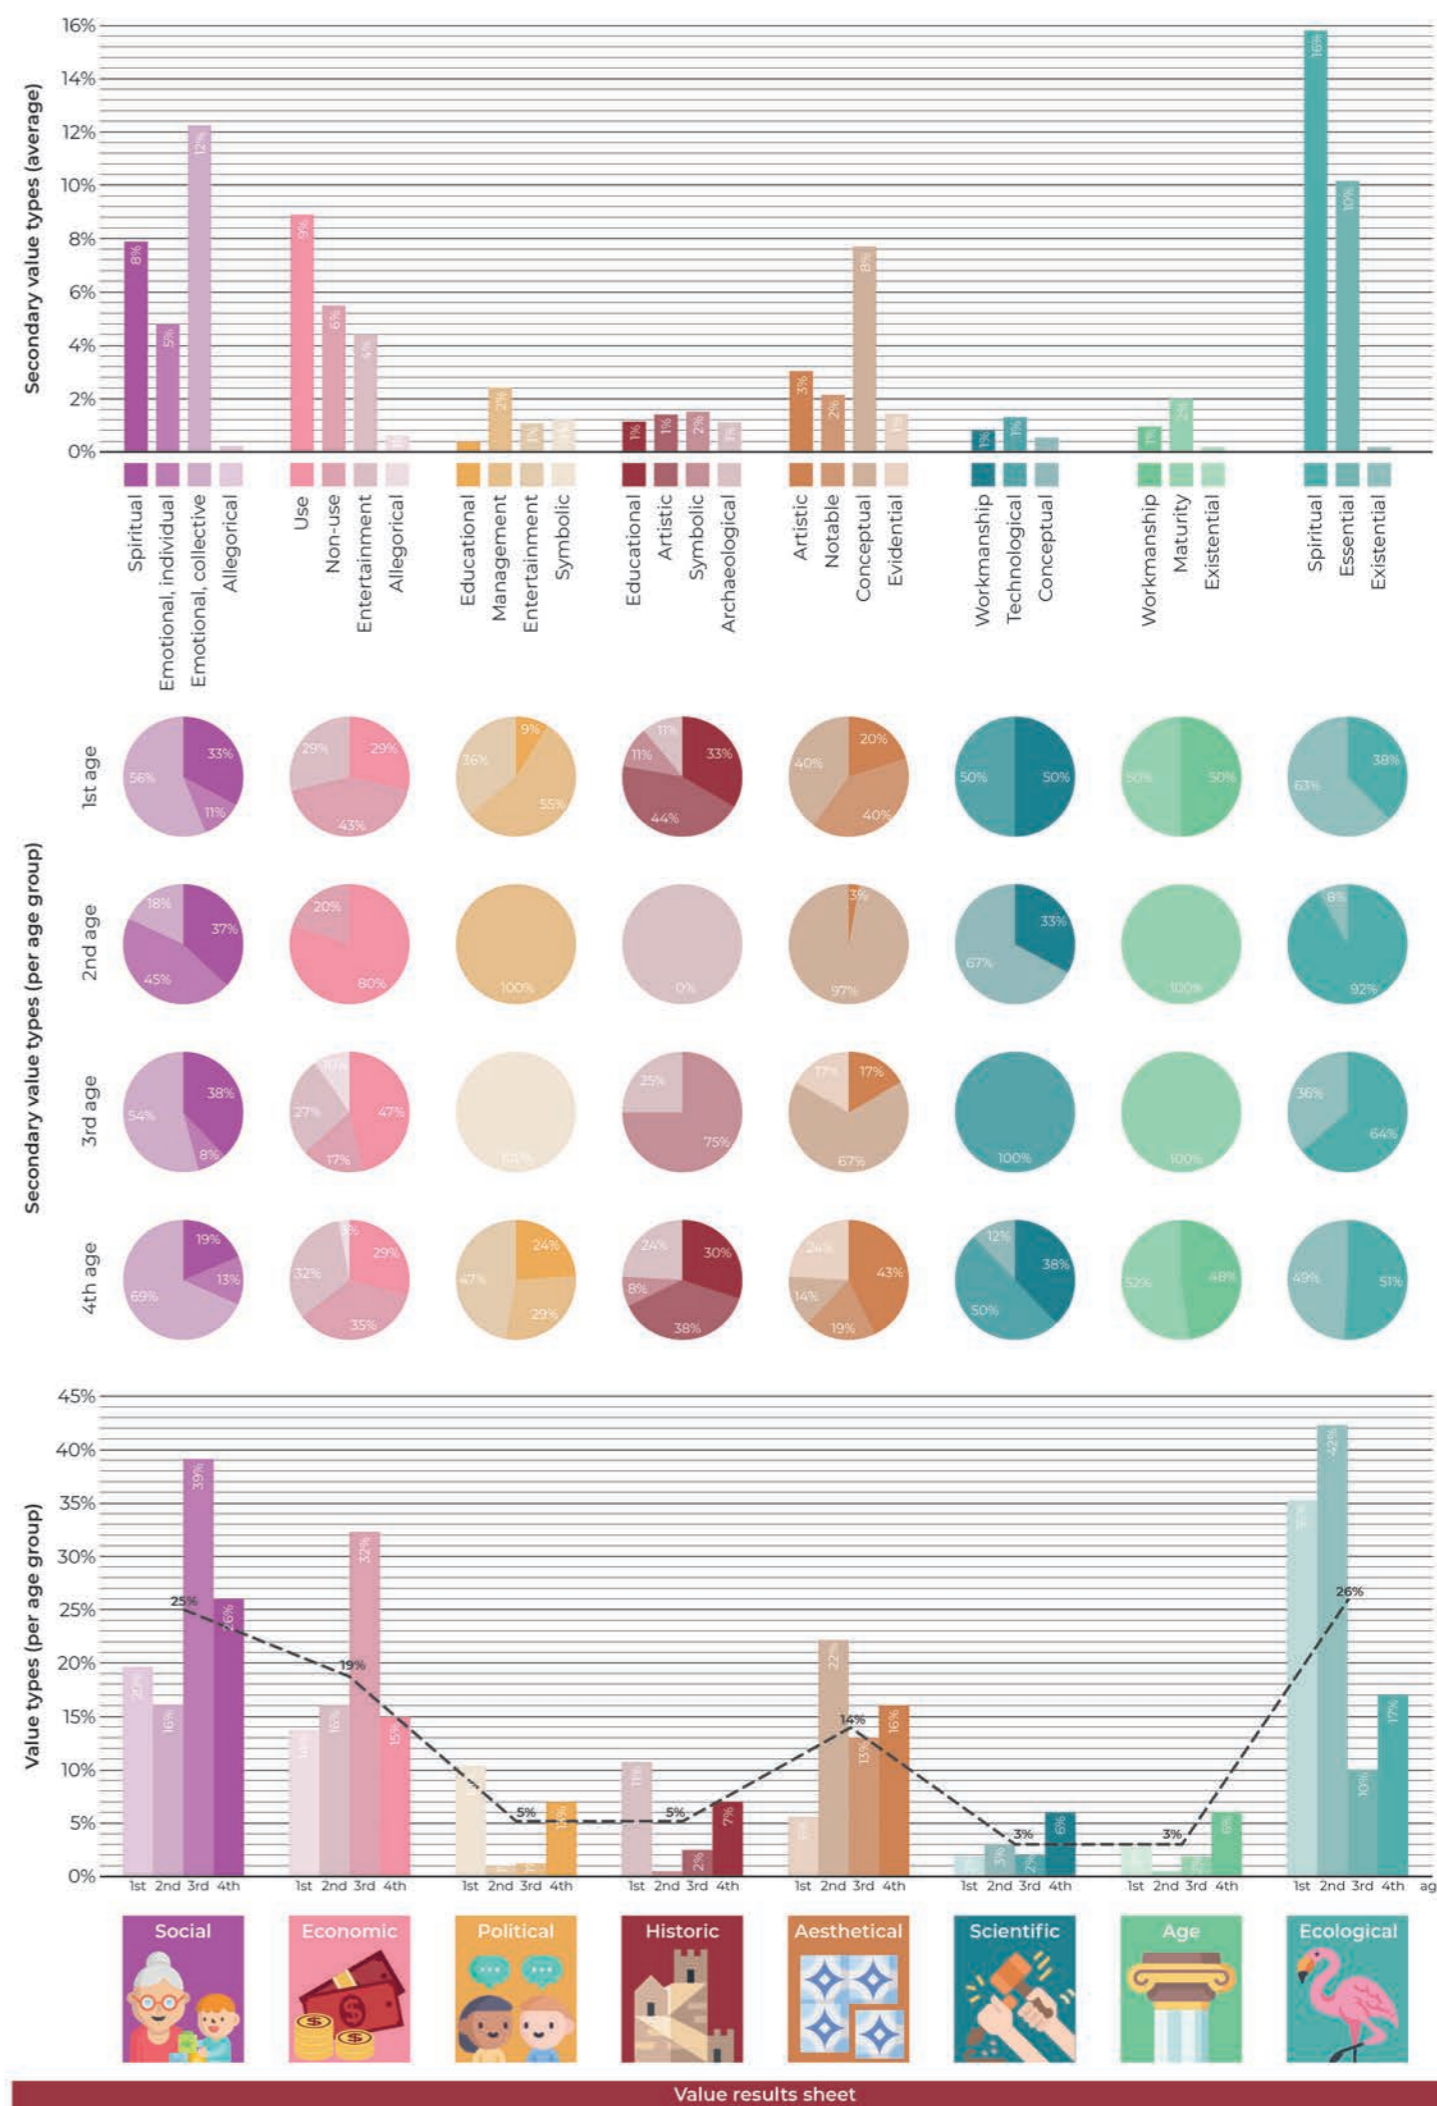 Secondary value types (average)
16%
14%
12%
10%
8%
6%
4%
2%
0%
8%
5%
12%
9%
6%
4%
2%
1%
1%
1%
1%
2%
1%
3%
2%
8%
1%
1%
1%
1%
2%
16%
10%
Spiritual
Emotional, individual
Emotional, collective
Allegorical
Use
Non-use
Entertainment
Allegorical
Educational
Management
Entertainment
Symbolic
Educational
Artistic
Symbolic
Archaeological
Artistic
Notable
Conceptual
Evidential
Workmanship
Technological
Conceptual
Workmanship
Maturity
Existential
Spiritual
Essential
Existential
Secondary value types (per age group)
1st age
33% 11% 56%
29% 43% 29%
9% 55% 36%
33% 44% 11% 11%
20% 40% 40%
50% 50%
50% 50%
38% 63%
2nd age
37% 45% 18%
80% 20%
100%
0%
3% 97%
33% 67%
100%
92% 8%
3rd age
38% 8% 54%
47% 17% 27% 10%
100%
75% 25%
17% 67% 17%
100%
100%
64% 36%
4th age
19% 13% 69%
29% 35% 32% 3%
24% 29% 47%
30% 38% 8% 24%
43% 19% 14% 24%
38% 50% 12%
48% 52%
51% 49%
Value types (per age group)
45%
40%
35%
30%
25%
20%
15%
10%
5%
0%
20% 16% 39% 26%
14% 16% 32% 15%
1% 1%
11% 2% 7%
6% 22% 13% 16%
3% 2% 6%
6%
35% 42% 10% 17%
25% 19% 5% 5% 14% 3% 3% 26%
1st 2nd 3rd 4th 1st 2nd 3rd 4th 1st 2nd 3rd 4th 1st 2nd 3rd 4th 1st 2nd 3rd 4th 1st 2nd 3rd 4th 1st 2nd 3rd 4th 1st 2nd 3rd 4th ag
Social Economic Political Historic Aesthetical Scientific Age Ecological
Value results sheet